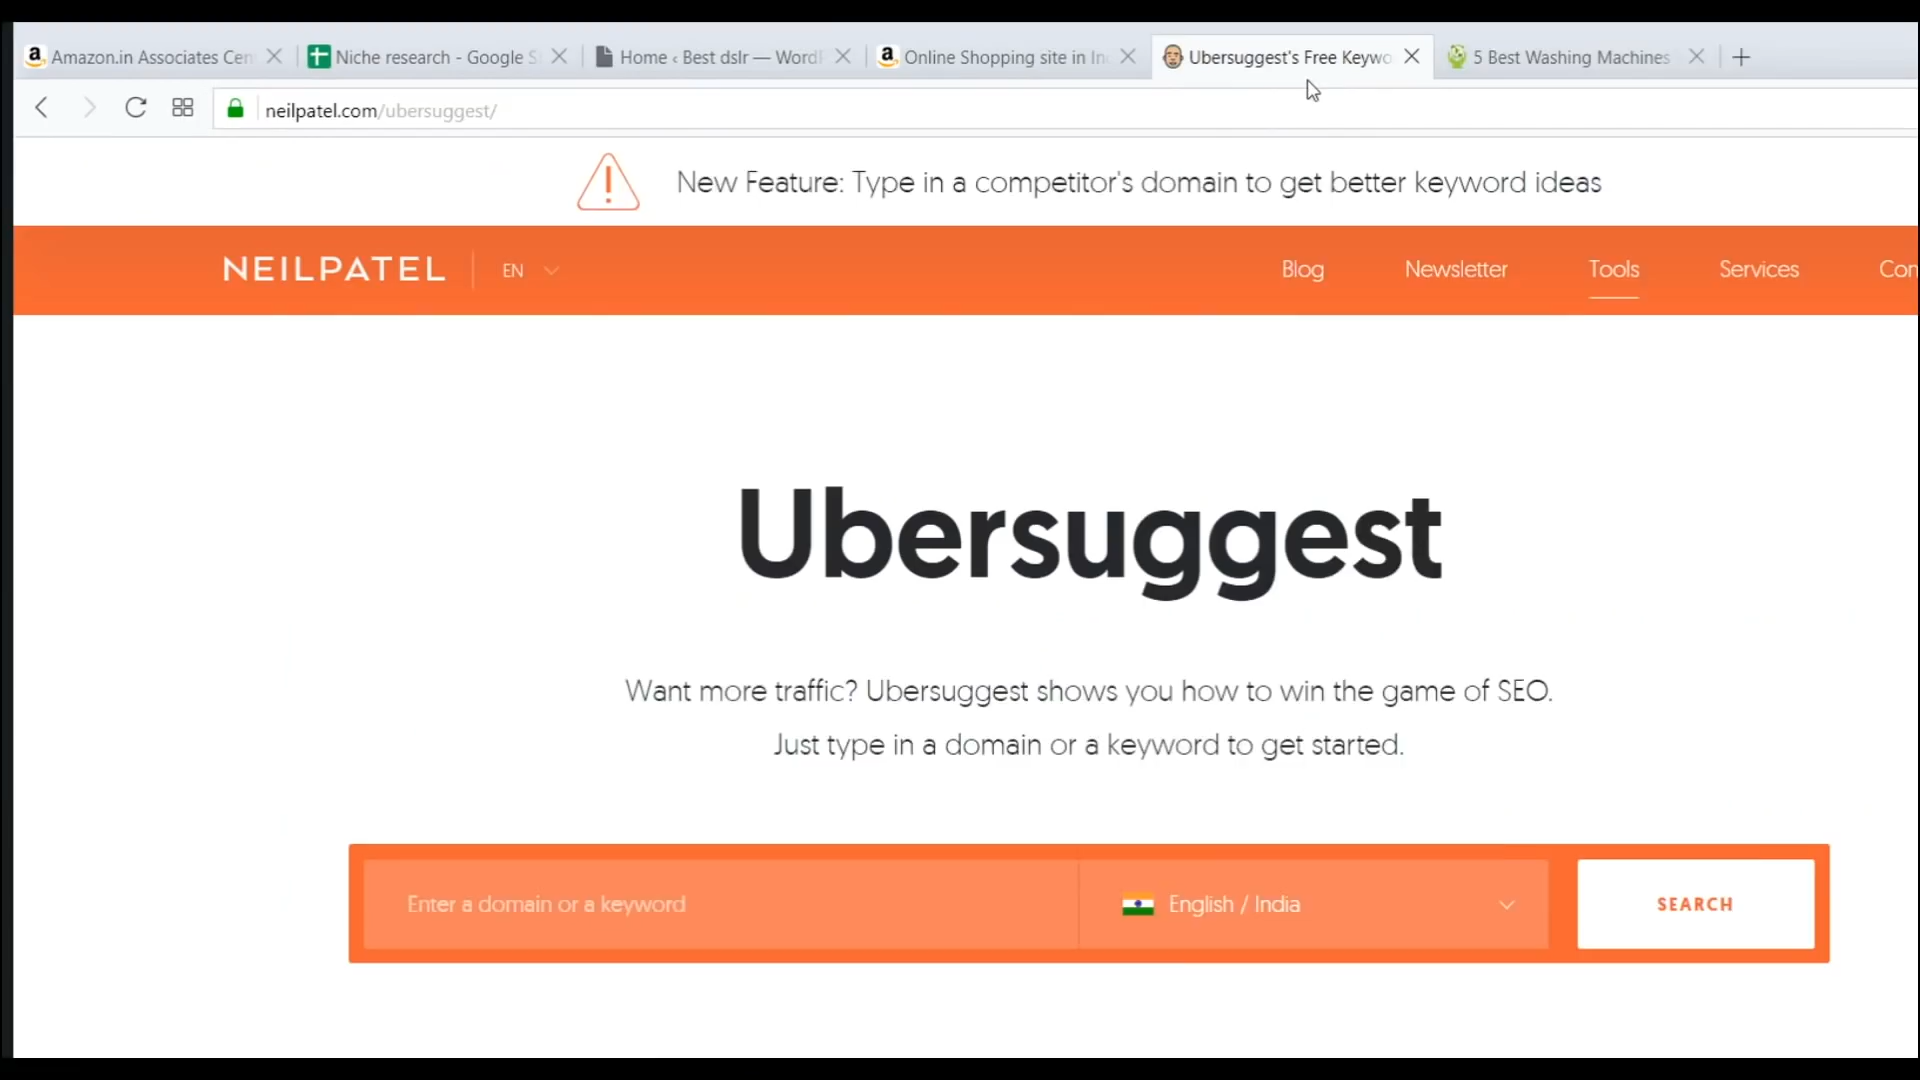 Amazon.in Associates Cen
Niche research - Google S
Home ‹ Best dslr — WordP
Online Shopping site in In
Ubersuggest's Free Keywo
5 Best Washing Machines
neilpatel.com/ubersuggest/
New Feature: Type in a competitor's domain to get better keyword ideas
NEILPATEL
EN
Blog
Newsletter
Tools
Services
Con
Ubersuggest
Want more traffic? Ubersuggest shows you how to win the game of SEO.
Just type in a domain or a keyword to get started.
Enter a domain or a keyword
English / India
SEARCH